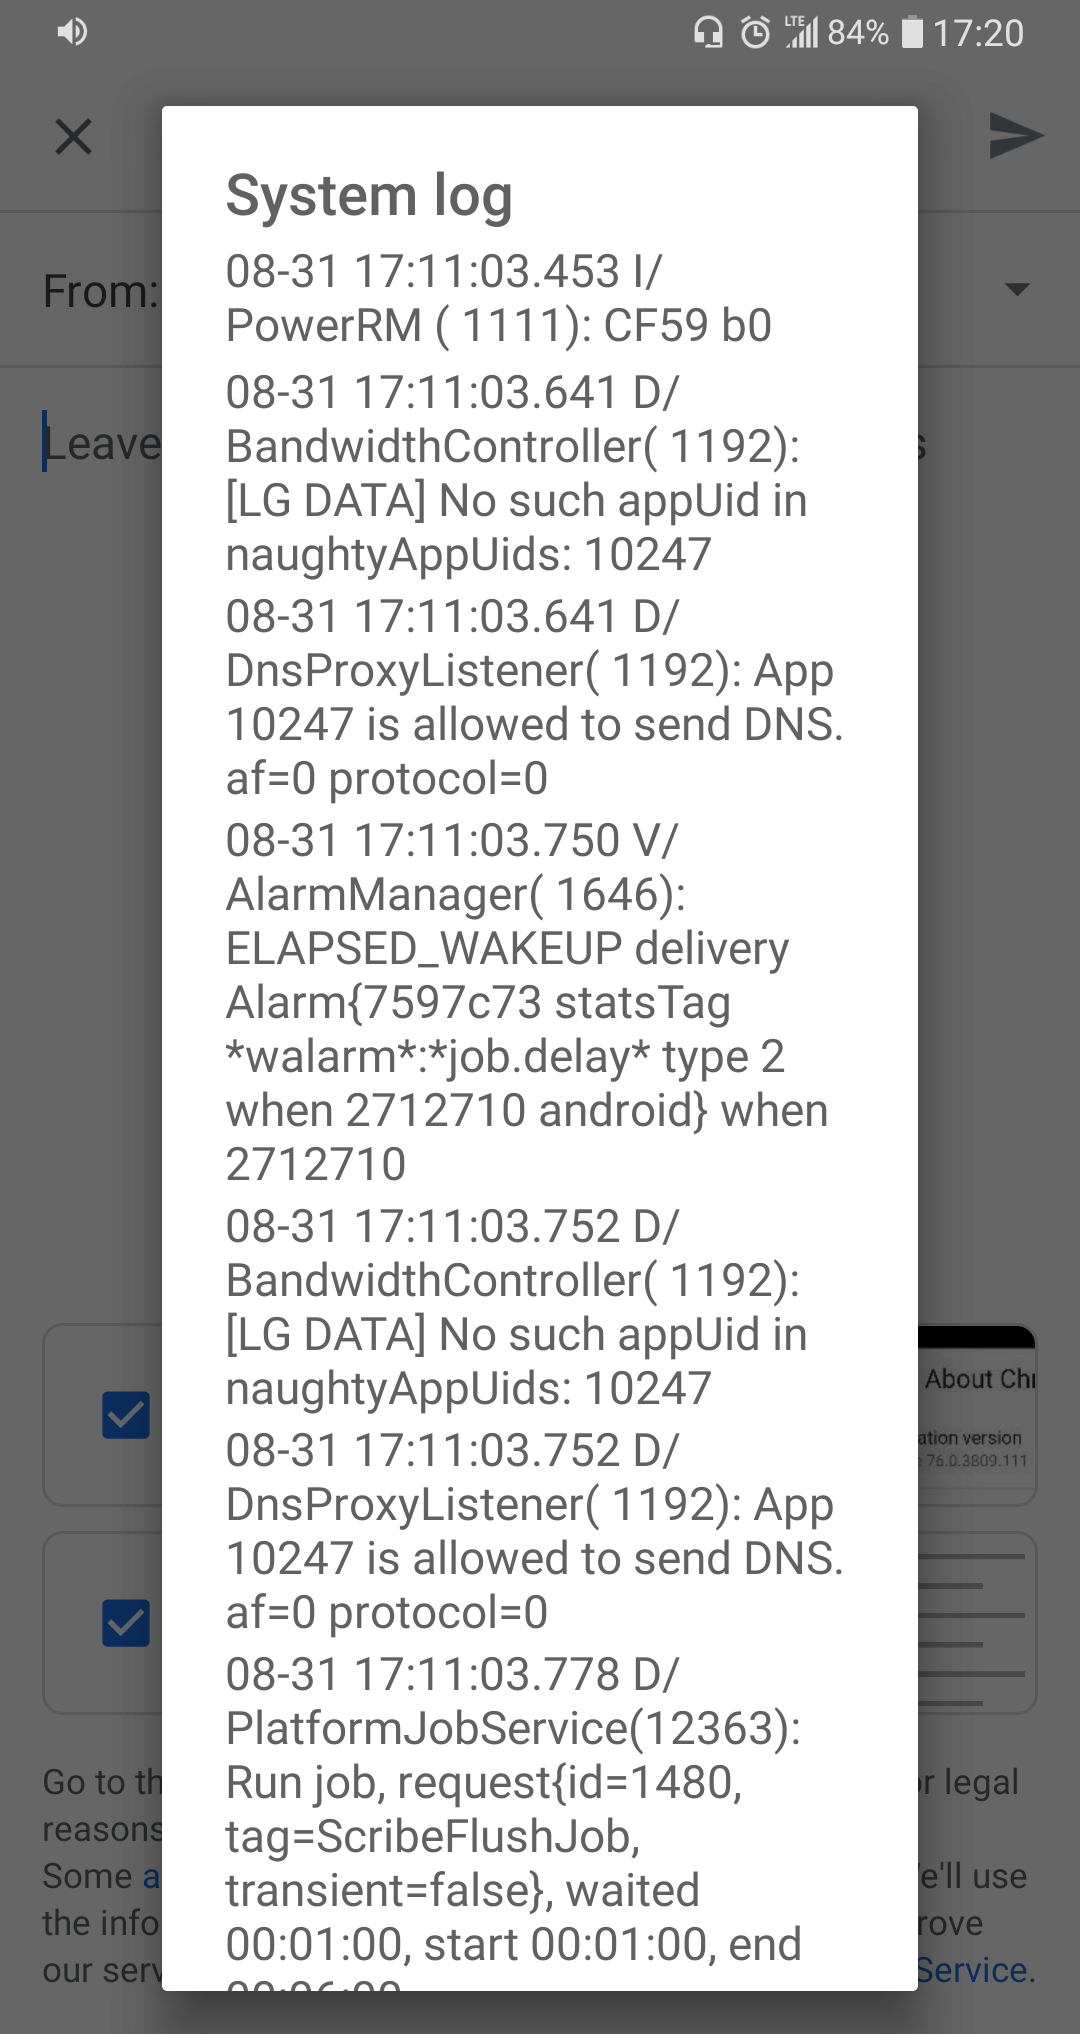 LTE 84% 17:20
System log
From:
Leave
08-31 17:11:03.453 I/
PowerRM ( 1111): CF59 b0
08-31 17:11:03.641 D/
BandwidthController( 1192):
[LG DATA] No such appUid in
naughtyAppUids: 10247
08-31 17:11:03.641 D/
DnsProxyListener( 1192): App
10247 is allowed to send DNS.
af=0 protocol=0
08-31 17:11:03.750 V/
AlarmManager( 1646):
ELAPSED_WAKEUP delivery
Alarm{7597c73 statsTag
*walarm*:*job.delay* type 2
when 2712710 android} when
2712710
08-31 17:11:03.752 D/
BandwidthController( 1192):
[LG DATA] No such appUid in
naughtyAppUids: 10247
08-31 17:11:03.752 D/
DnsProxyListener( 1192): App
10247 is allowed to send DNS.
af=0 protocol=0
08-31 17:11:03.778 D/
PlatformJobService(12363):
Run job, request{id=1480,
tag=ScribeFlushJob,
transient=false}, waited
00:01:00, start 00:01:00, end
About Chr
ation version
76.0.3809.111
Go to th
r legal
reasons
Some a
e'll use
the info
rove
our serv
Service.